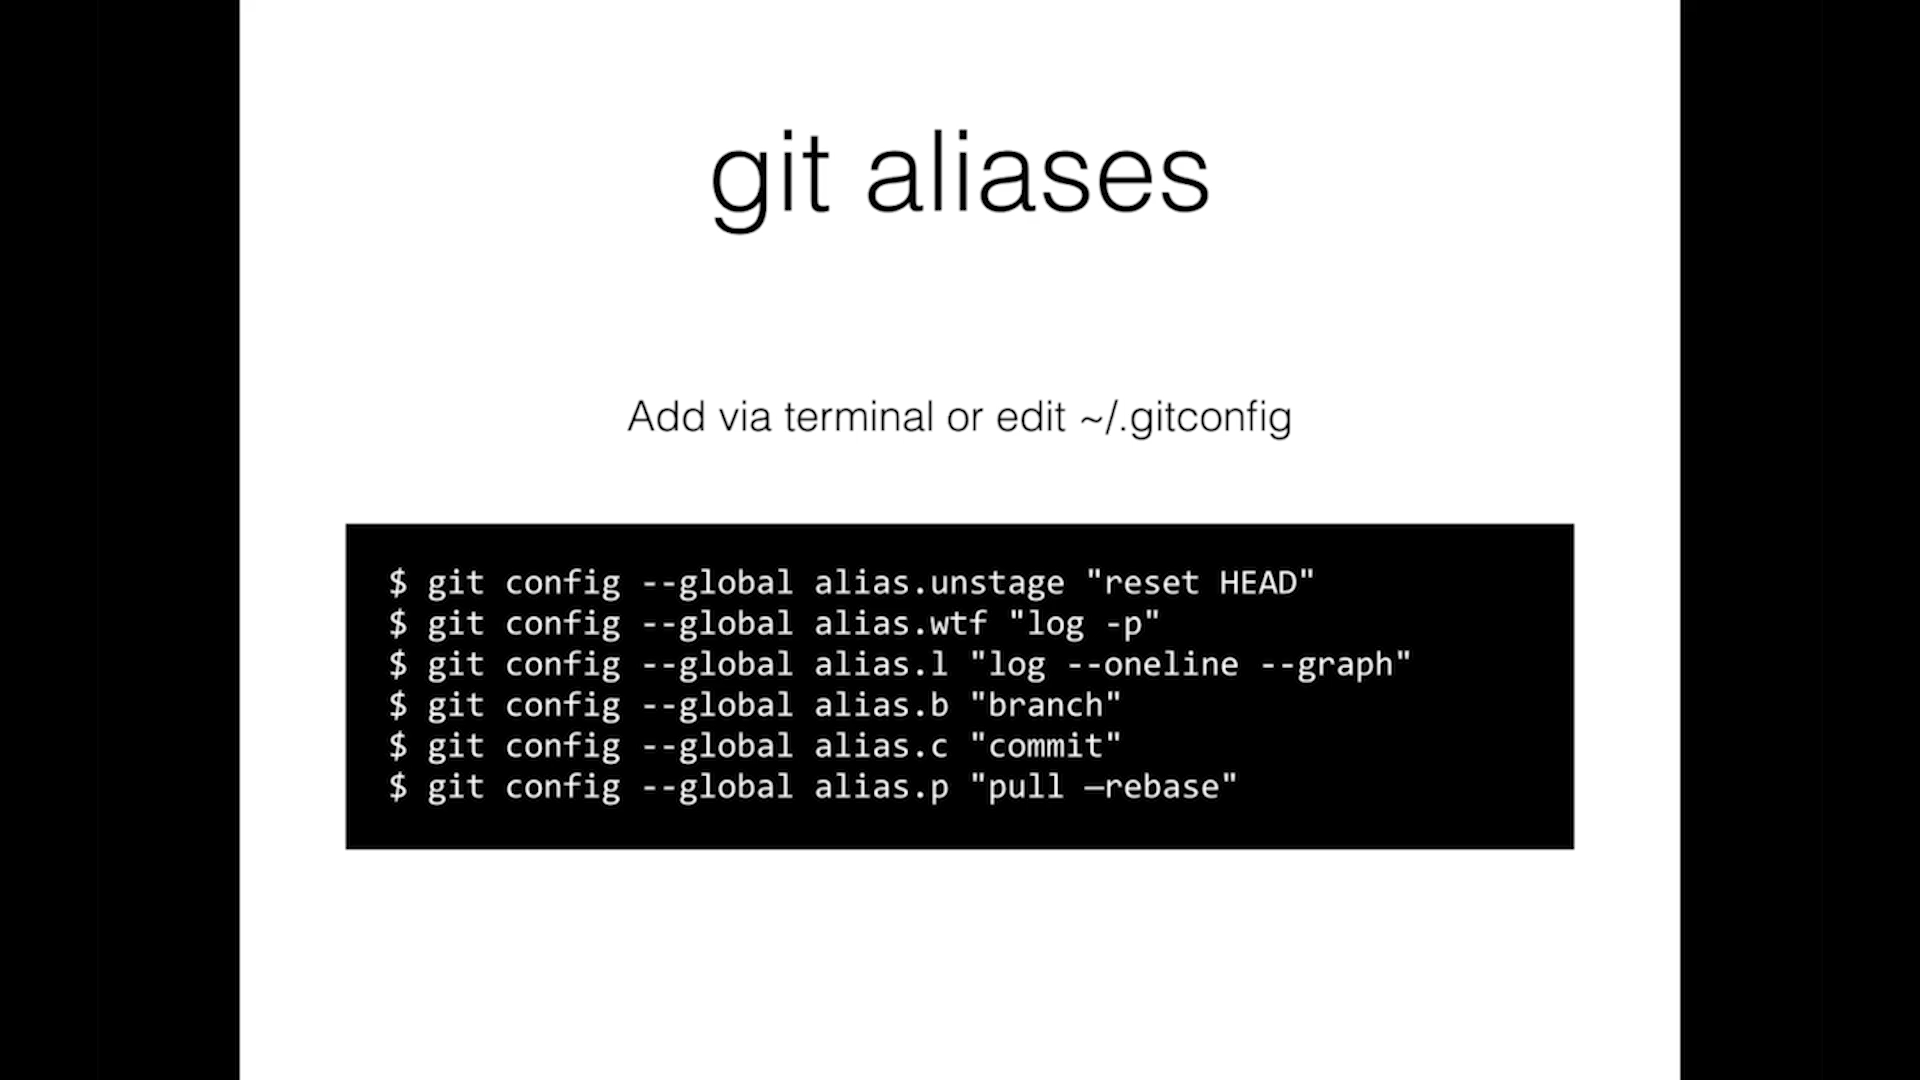 git aliases
Add via terminal or edit ~/.gitconfig
$ git config --global alias.unstage "reset HEAD"
$ git config --global alias.wtf "log -p"
$ git config --global alias.l "log --oneline --graph"
$ git config --global alias.b "branch"
$ git config --global alias.c "commit"
$ git config --global alias.p "pull —rebase"